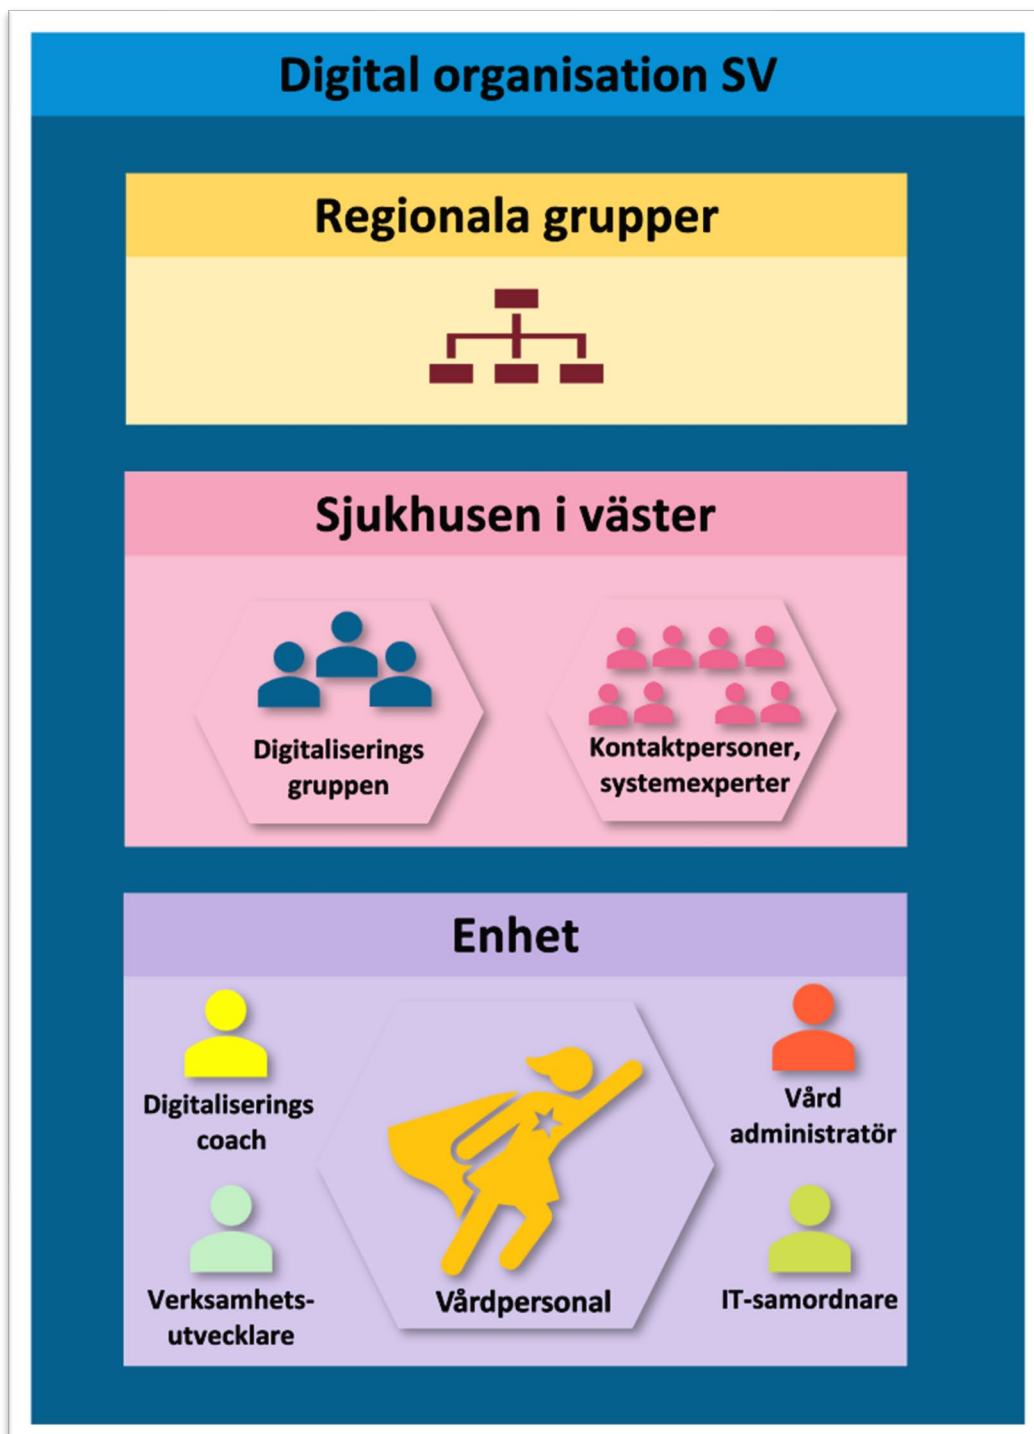 Digital organisation SV
Regionala grupper
Sjukhusen i väster
Digitaliserings
gruppen
Kontaktpersoner,
systemexperter
Enhet
Digitaliserings
coach
Vård
administratör
Verksamhets-
utvecklare
Vårdpersonal
IT-samordnare